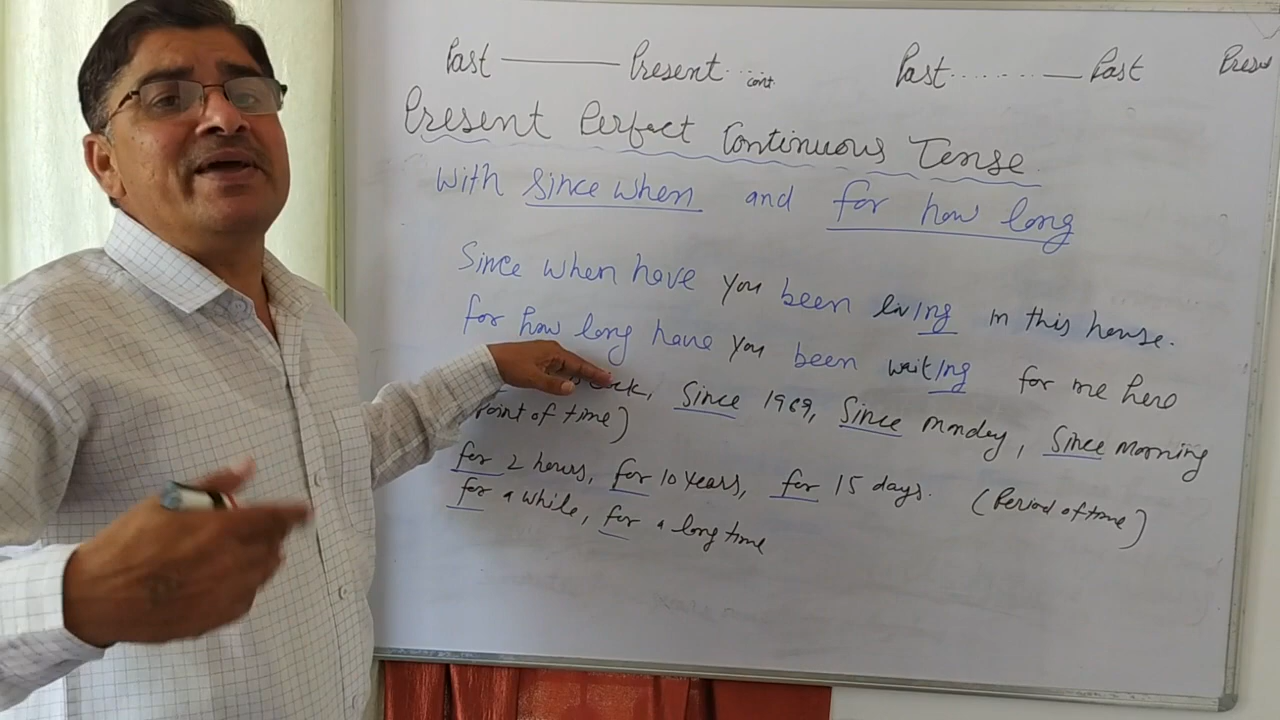 Past ——— Present... cont Past........—— Past Prese
Present Perfect Continuous Tense
With Since when and for how long
Since when have you been living in this house.
for how long have you been waiting for me here
Since 1969, Since monday, Since morning
Point of time)
for 2 hours, for 10 years, for 15 days. (Period of time)
for a while, for a long time